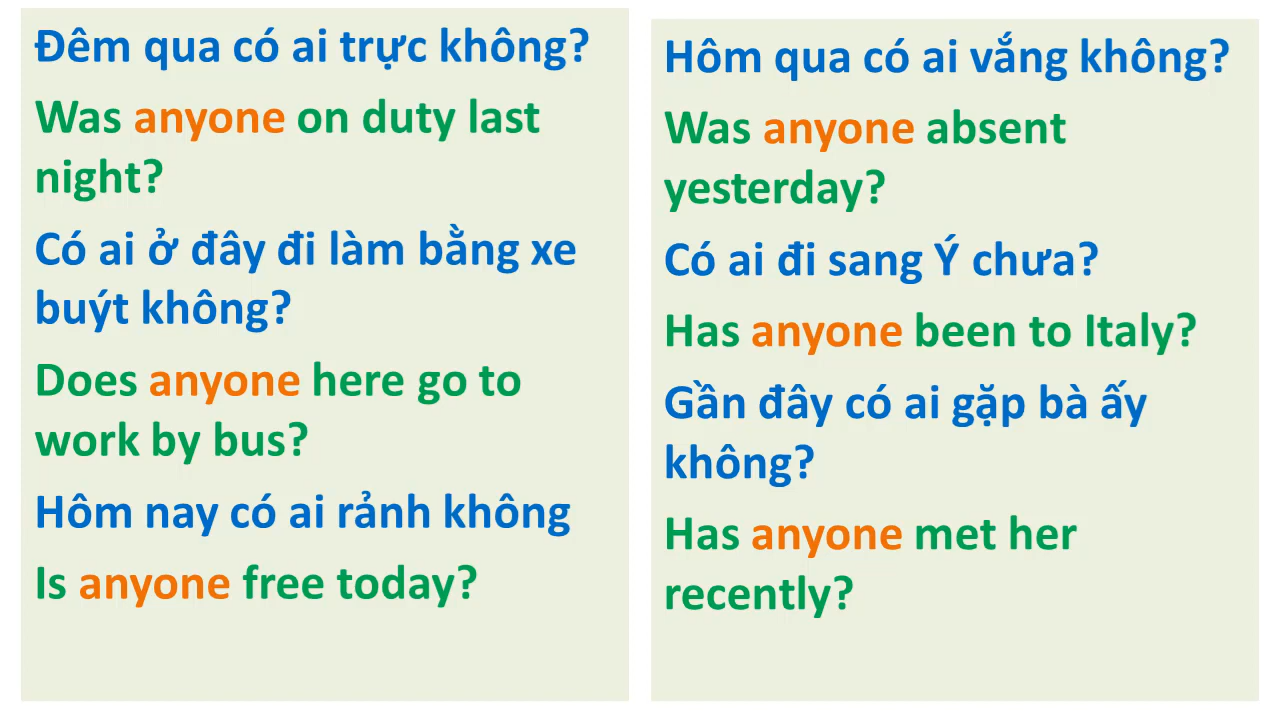 Đêm qua có ai trực không?
Was anyone on duty last
night?
Có ai ở đây đi làm bằng xe
buýt không?
Does anyone here go to
work by bus?
Hôm nay có ai rảnh không
Is anyone free today?
Hôm qua có ai vắng không?
Was anyone absent
yesterday?
Có ai đi sang Ý chưa?
Has anyone been to Italy?
Gần đây có ai gặp bà ấy
không?
Has anyone met her
recently?